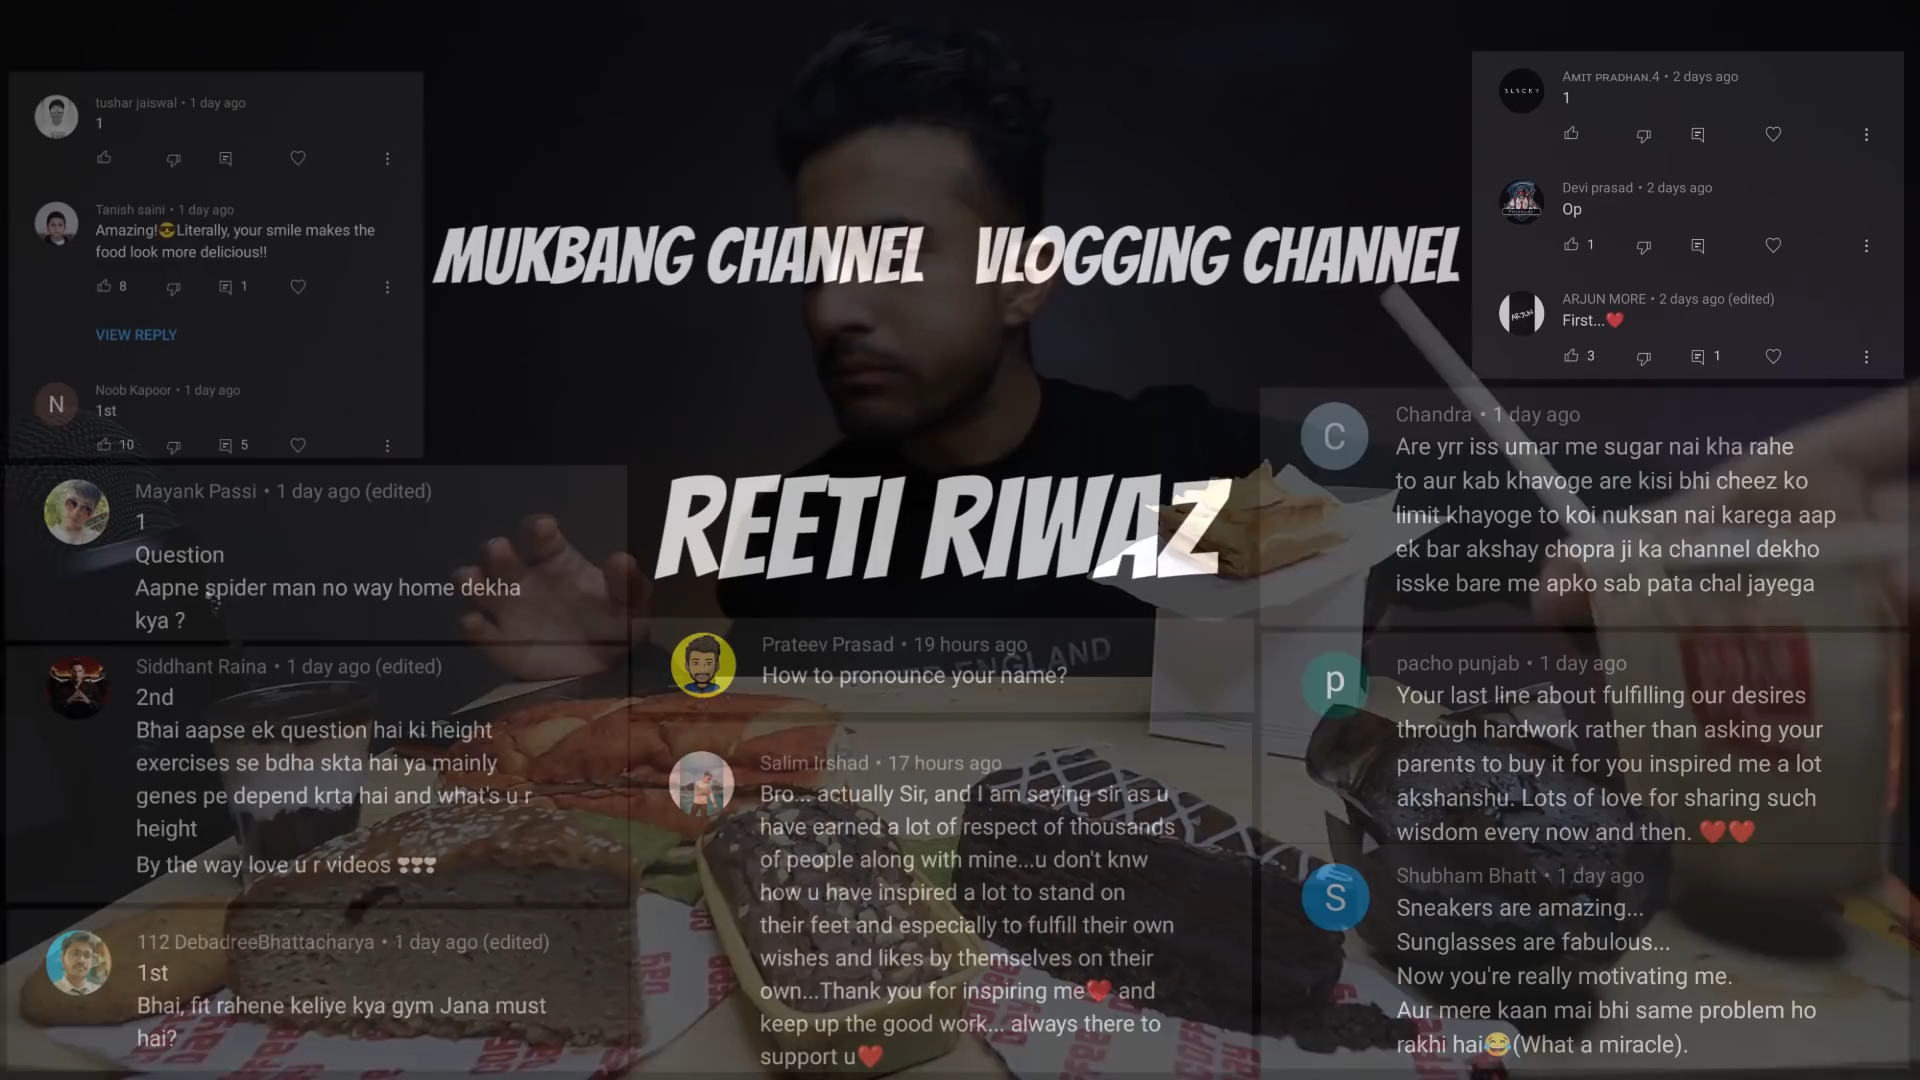 tushar jaiswal • 1 day ago
1
Tanish saini • 1 day ago
Amazing!😎Literally, your smile makes the
food look more delicious!!
8 1
VIEW REPLY
N
Noob Kapoor • 1 day ago
1st
10 5
Mayank Passi • 1 day ago (edited)
1
Question
Aapne spider man no way home dekha
kya ?
Siddhant Raina • 1 day ago (edited)
2nd
Bhai aapse ek question hai ki height
exercises se bdha skta hai ya mainly
genes pe depend krta hai and what's u r
height
By the way love u r videos ❣❣❣
112 DebadreeBhattacharya • 1 day ago (edited)
1st
Bhai, fit rahene keliye kya gym Jana must
hai?
MUKBANG CHANNEL VLOGGING CHANNEL
REETI RIWAZ
ENGLAND
Prateev Prasad • 19 hours ago
How to pronounce your name?
Salim Irshad • 17 hours ago
Bro... actually Sir, and I am saying sir as u
have earned a lot of respect of thousands
of people along with mine...u don't knw
how u have inspired a lot to stand on
their feet and especially to fulfill their own
wishes and likes by themselves on their
own...Thank you for inspiring me❤️ and
keep up the good work... always there to
support u❤️
Amit pradhan.4 • 2 days ago
1
Devi prasad • 2 days ago
Op
1
ARJUN MORE • 2 days ago (edited)
First...❤️
3 1
C
Chandra • 1 day ago
Are yrr iss umar me sugar nai kha rahe
to aur kab khavoge are kisi bhi cheez ko
limit khayoge to koi nuksan nai karega aap
ek bar akshay chopra ji ka channel dekho
isske bare me apko sab pata chal jayega
p
pacho punjab • 1 day ago
Your last line about fulfilling our desires
through hardwork rather than asking your
parents to buy it for you inspired me a lot
akshanshu. Lots of love for sharing such
wisdom every now and then. ❤️❤️
S
Shubham Bhatt • 1 day ago
Sneakers are amazing...
Sunglasses are fabulous...
Now you're really motivating me.
Aur mere kaan mai bhi same problem ho
rakhi hai😂(What a miracle).